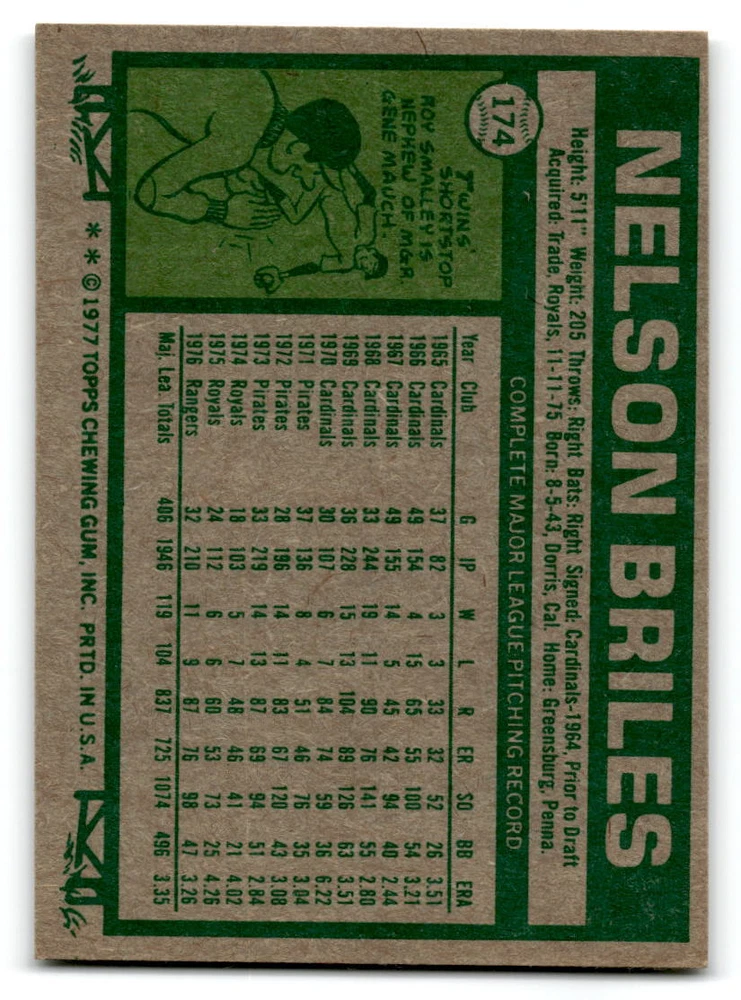 174
NELSON BRILES
Height: 5'11" Weight: 205 Throws: Right Bats: Right Signed: Cardinals-1964, Prior to Draft
Acquired: Trade, Royals, 11-11-75 Born: 8-5-43, Dorris, Cal. Home: Greensburg, Penna.
TWINS'
SHORTSTOP
ROY SMALLEY IS
NEPHEW OF MGR.
GENE MAUCH.
COMPLETE MAJOR LEAGUE PITCHING RECORD
Year Club G IP W L R ER SO BB ERA
1965 Cardinals 37 82 3 3 33 32 52 26 3.51
1966 Cardinals 49 154 4 15 65 55 100 54 3.21
1967 Cardinals 49 155 14 5 45 42 94 40 2.44
1968 Cardinals 33 244 19 11 90 76 141 55 2.80
1969 Cardinals 36 228 15 13 104 89 126 63 3.51
1970 Cardinals 30 107 6 7 84 74 59 36 6.22
1971 Pirates 37 136 8 4 51 46 76 35 3.04
1972 Pirates 28 196 14 11 83 67 120 43 3.08
1973 Pirates 33 219 14 13 87 69 94 51 2.84
1974 Royals 18 103 5 7 48 46 41 21 4.02
1975 Royals 24 112 6 6 60 53 73 25 4.26
1976 Rangers 32 210 11 9 87 76 98 47 3.26
Maj. Lea. Totals 406 1946 119 104 837 725 1074 496 3.35
* * © 1977 TOPPS CHEWING GUM, INC. PRTD. IN U.S.A.